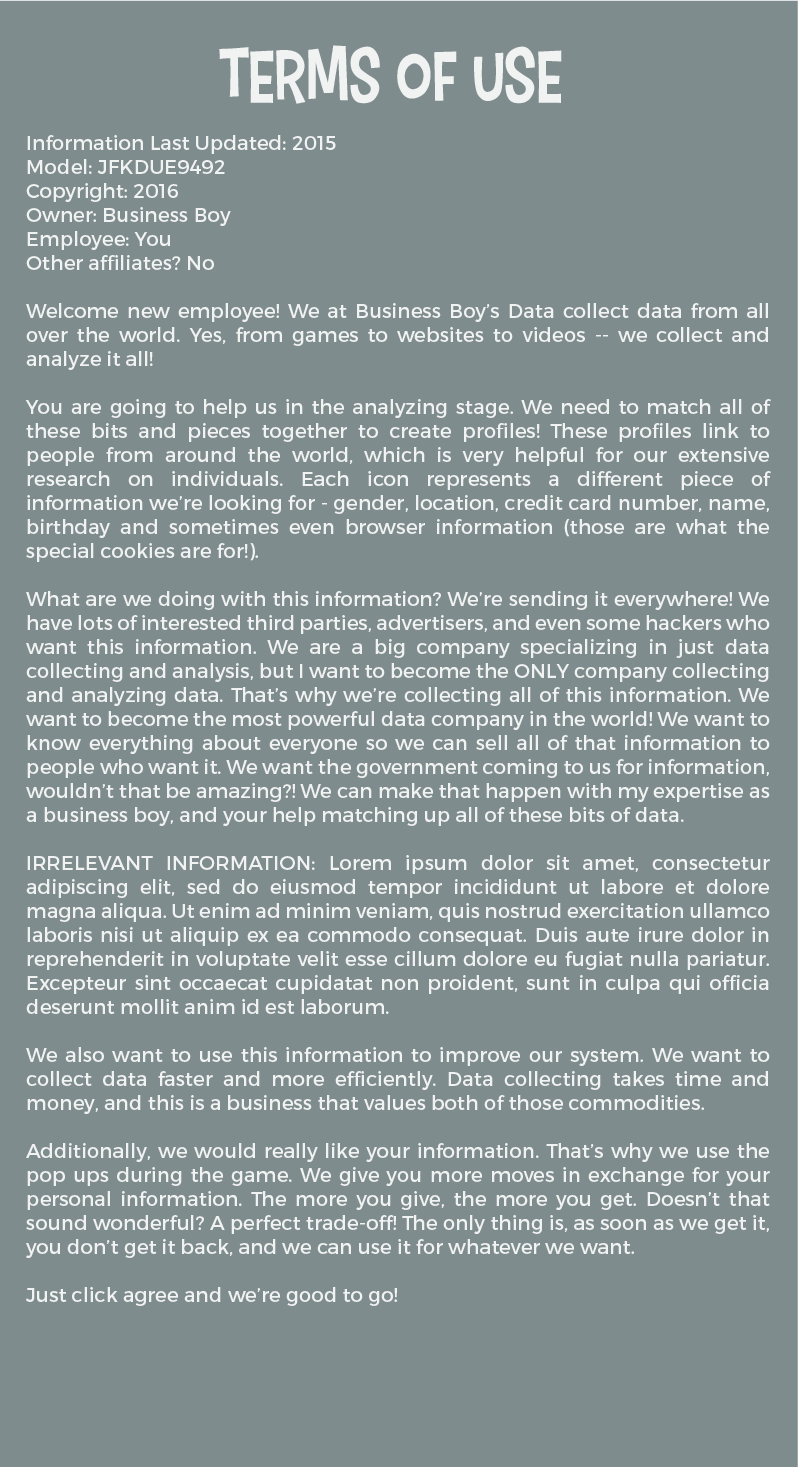 TERMS OF USE
Information Last Updated: 2015
Model: JFKDUE9492
Copyright: 2016
Owner: Business Boy
Employee: You
Other affiliates? No
Welcome new employee! We at Business Boy's Data collect data from all
over the world. Yes, from games to websites to videos -- we collect and
analyze it all!
You are going to help us in the analyzing stage. We need to match all of
these bits and pieces together to create profiles! These profiles link to
people from around the world, which is very helpful for our extensive
research on individuals. Each icon represents a different piece of
information we're looking for - gender, location, credit card number, name,
birthday and sometimes even browser information (those are what the
special cookies are for!).
What are we doing with this information? We're sending it everywhere! We
have lots of interested third parties, advertisers, and even some hackers who
want this information. We are a big company specializing in just data
collecting and analysis, but I want to become the ONLY company collecting
and analyzing data. That's why we're collecting all of this information. We
want to become the most powerful data company in the world! We want to
know everything about everyone so we can sell all of that information to
people who want it. We want the government coming to us for information,
wouldn't that be amazing?! We can make that happen with my expertise as
a business boy, and your help matching up all of these bits of data.
IRRELEVANT INFORMATION: Lorem ipsum dolor sit amet, consectetur
adipiscing elit, sed do eiusmod tempor incididunt ut labore et dolore
magna aliqua. Ut enim ad minim veniam, quis nostrud exercitation ullamco
laboris nisi ut aliquip ex ea commodo consequat. Duis aute irure dolor in
reprehenderit in voluptate velit esse cillum dolore eu fugiat nulla pariatur.
Excepteur sint occaecat cupidatat non proident, sunt in culpa qui officia
deserunt mollit anim id est laborum.
We also want to use this information to improve our system. We want to
collect data faster and more efficiently. Data collecting takes time and
money, and this is a business that values both of those commodities.
Additionally, we would really like your information. That's why we use the
pop ups during the game. We give you more moves in exchange for your
personal information. The more you give, the more you get. Doesn't that
sound wonderful? A perfect trade-off! The only thing is, as soon as we get it,
you don't get it back, and we can use it for whatever we want.
Just click agree and we're good to go!